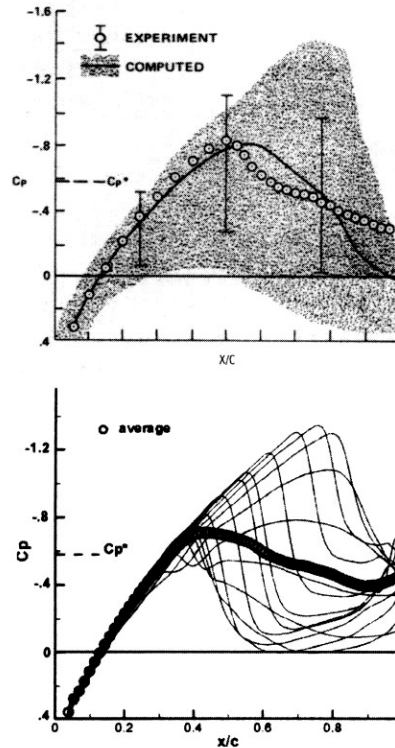 -1.6
EXPERIMENT
COMPUTED
-1.2
-.8
Cp
Cp*
-.4
0
.4
X/C
average
-1.2
-.8
Cp
Cp*
-.4
0
.4
0
0.2
0.4
0.6
0.8
x/c